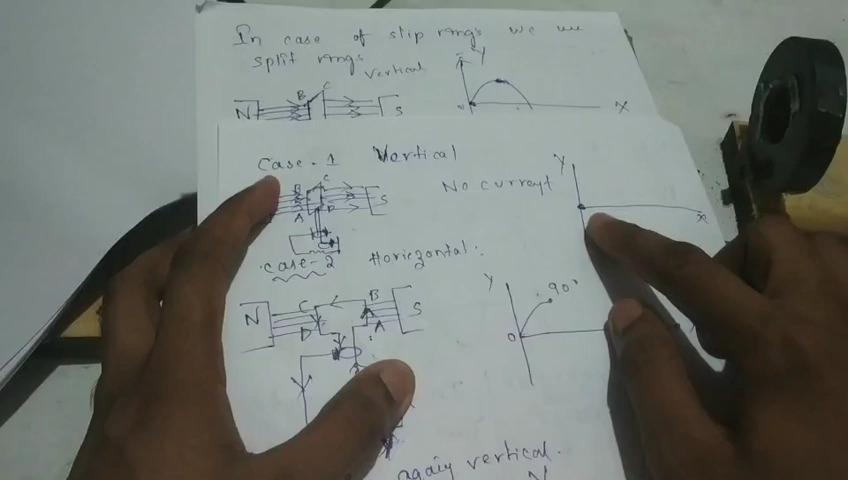 In case of slip rings we use
split rings
vertical
Y
B C
N S
O X
Case-1 Vertical
Y
B C
S
A D
No current
X
Case-2 Horizontal:
Y
90°
C B
N S
D A
O
again vertical.